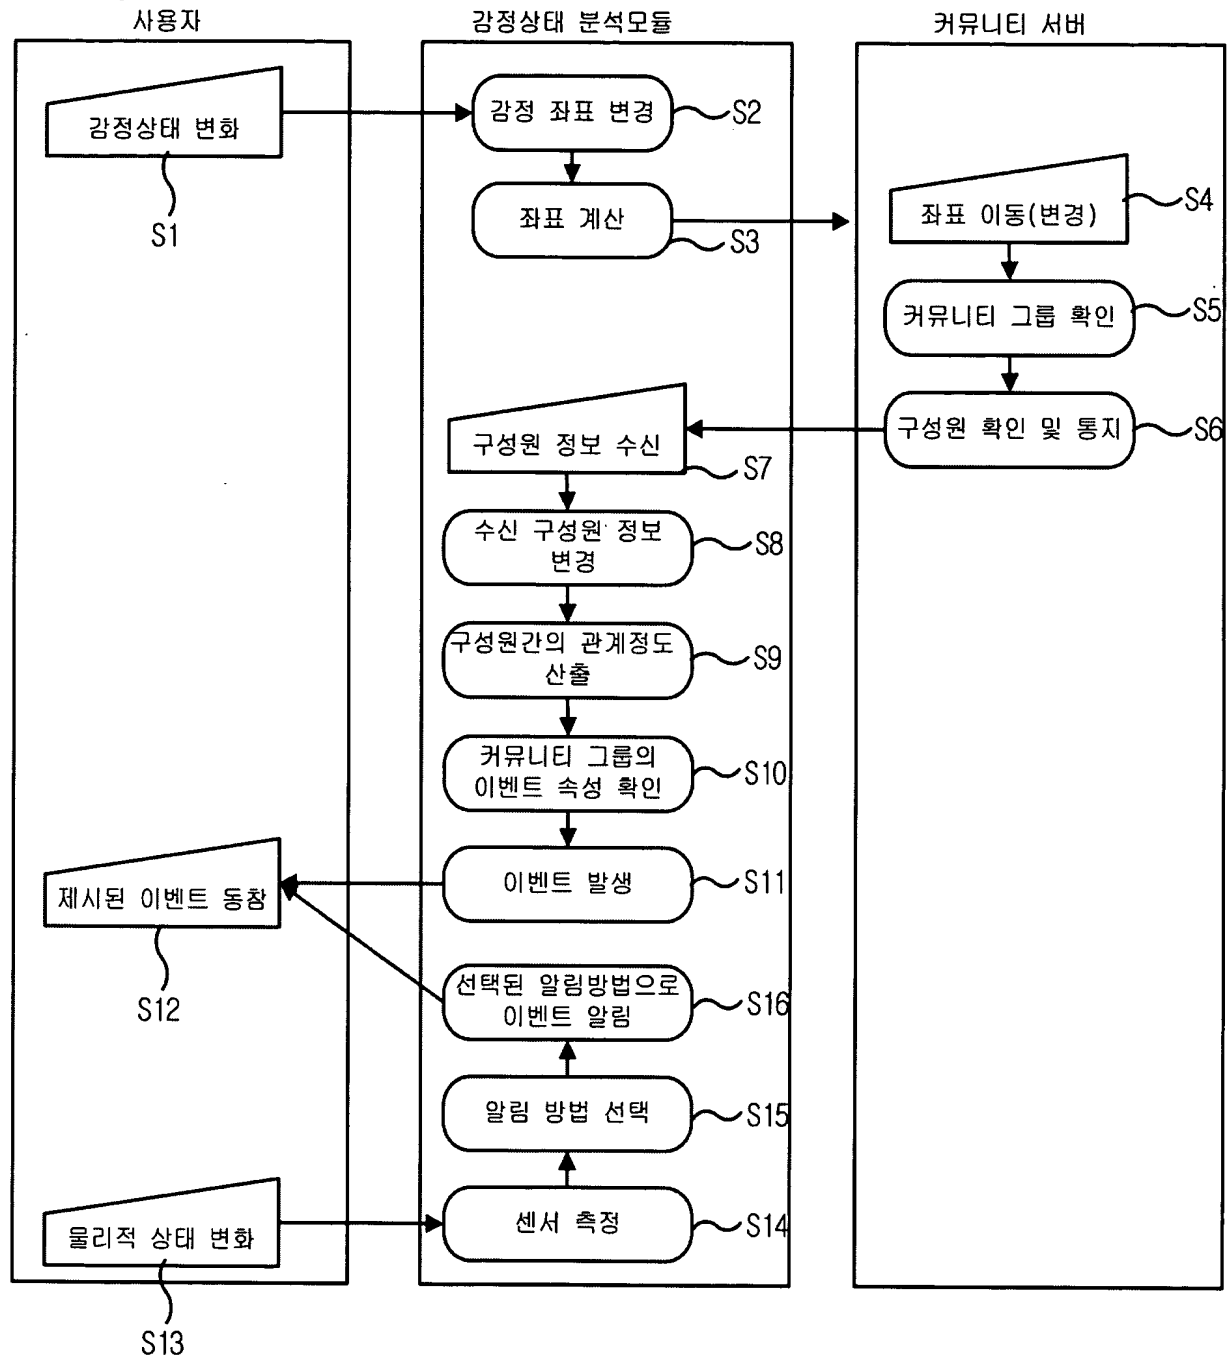 사용자
감정상태 분석모듈
커뮤니티 서버
감정상태 변화
S1
감정 좌표 변경
S2
좌표 계산
S3
좌표 이동(변경)
S4
커뮤니티 그룹 확인
S5
구성원 확인 및 통지
S6
구성원 정보 수신
S7
수신 구성원 정보
변경
S8
구성원간의 관계정도
산출
S9
커뮤니티 그룹의
이벤트 속성 확인
S10
이벤트 발생
S11
제시된 이벤트 동참
S12
선택된 알림방법으로
이벤트 알림
S16
알림 방법 선택
S15
센서 측정
S14
물리적 상태 변화
S13